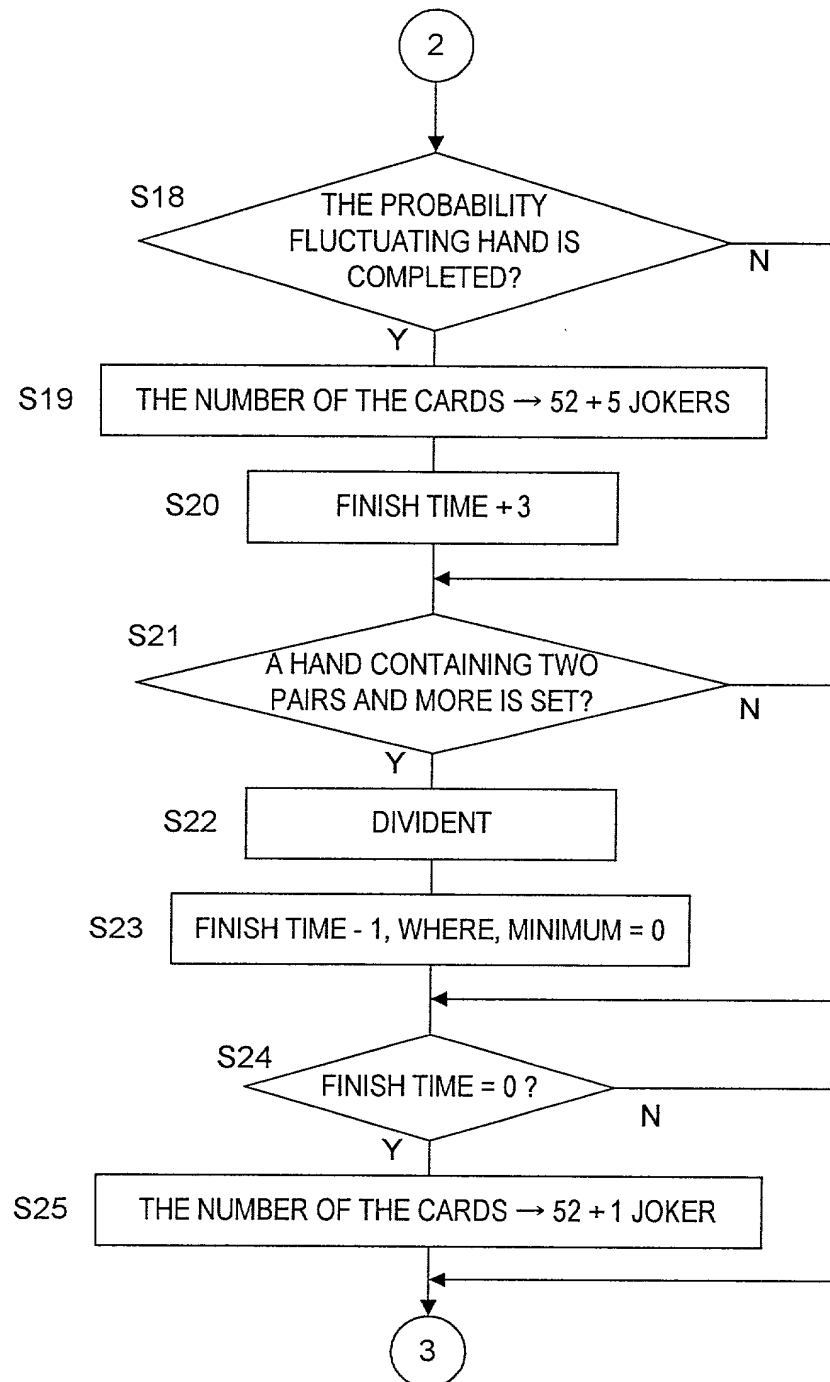 2
S18
THE PROBABILITY
FLUCTUATING HAND IS
COMPLETED?
N
Y
S19
THE NUMBER OF THE CARDS → 52 + 5 JOKERS
S20
FINISH TIME + 3
S21
A HAND CONTAINING TWO
PAIRS AND MORE IS SET?
N
Y
S22
DIVIDENT
S23
FINISH TIME - 1, WHERE, MINIMUM = 0
S24
FINISH TIME = 0 ?
N
Y
S25
THE NUMBER OF THE CARDS → 52 + 1 JOKER
3